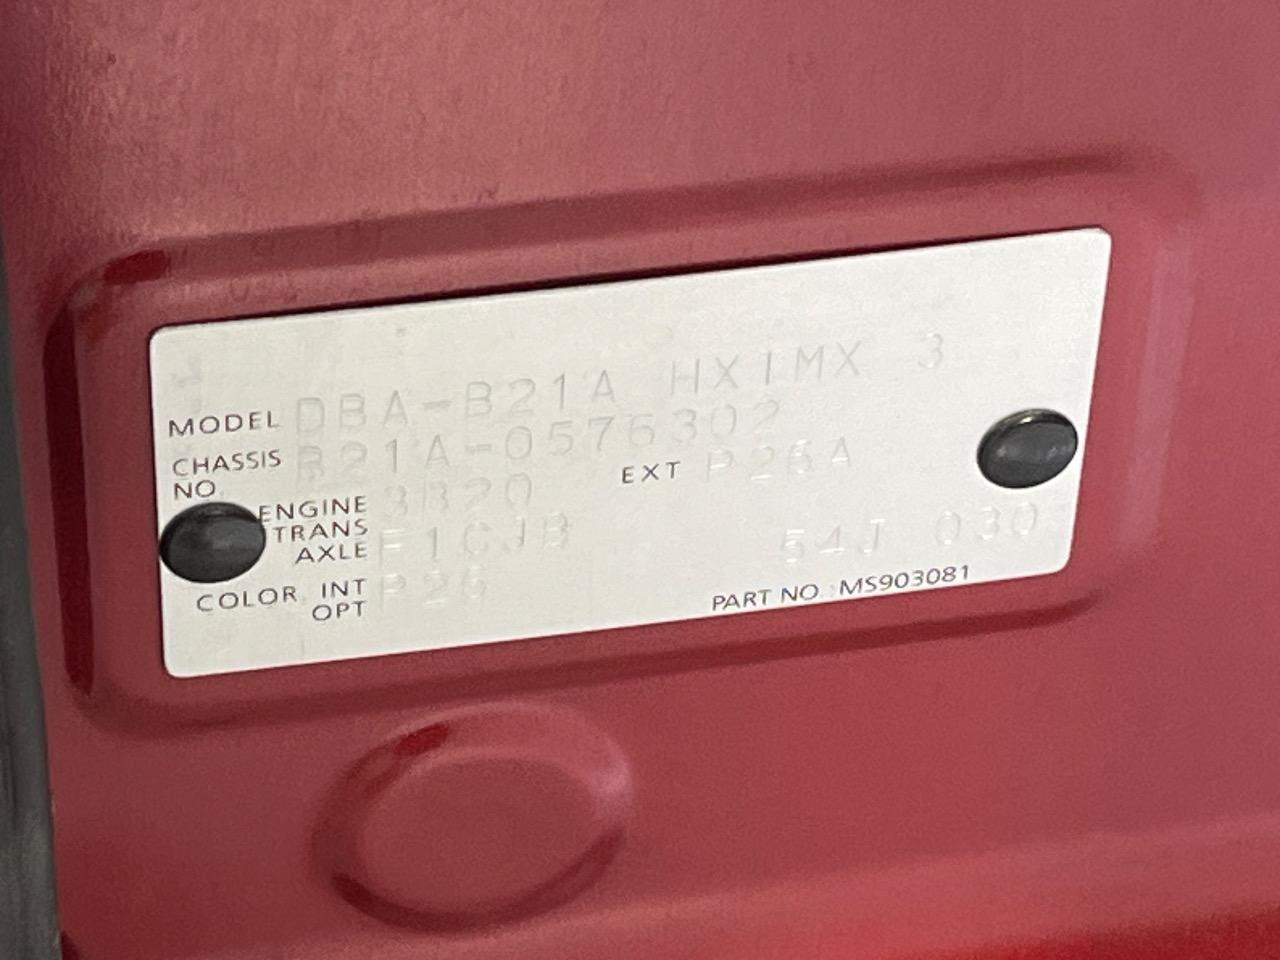 MODEL DBA-B21A HX1MX 3
CHASSIS NO. B21A-0576302
ENGINE 3B20 EXT P26A
TRANS AXLE F1CJB 54J 030
COLOR INT OPT P26
PART NO. MS903081